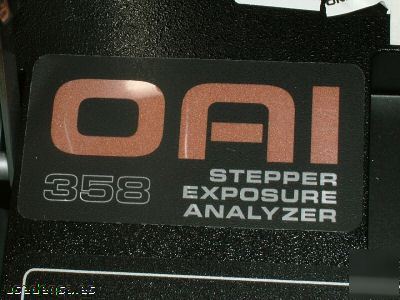 OAI
358
STEPPER
EXPOSURE
ANALYZER